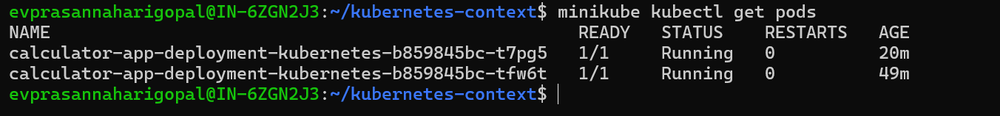 evprasannaharigopal@IN-6ZGN2J3:~/kubernetes-context$ minikube kubectl get pods
NAME READY STATUS RESTARTS AGE
calculator-app-deployment-kubernetes-b859845bc-t7pg5 1/1 Running 0 20m
calculator-app-deployment-kubernetes-b859845bc-tfw6t 1/1 Running 0 49m
evprasannaharigopal@IN-6ZGN2J3:~/kubernetes-context$